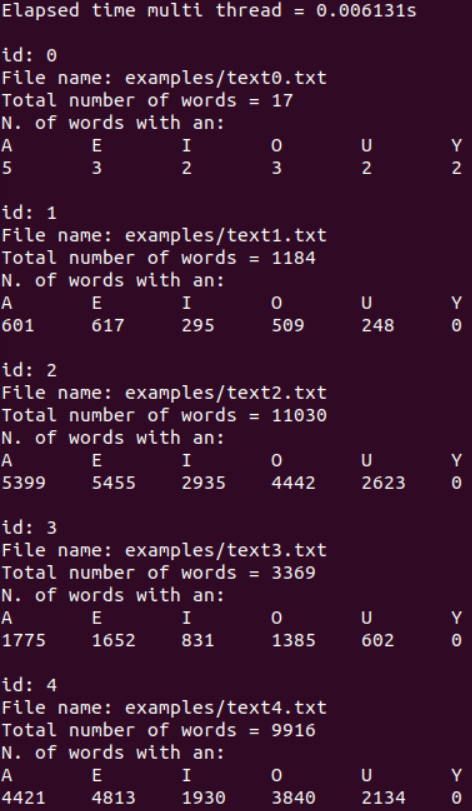 Elapsed time multi thread = 0.006131s
id: 0
File name: examples/text0.txt
Total number of words = 17
N. of words with an:
A E I O U Y
5 3 2 3 2 2
id: 1
File name: examples/text1.txt
Total number of words = 1184
N. of words with an:
A E I O U Y
601 617 295 509 248 0
id: 2
File name: examples/text2.txt
Total number of words = 11030
N. of words with an:
A E I O U Y
5399 5455 2935 4442 2623 0
id: 3
File name: examples/text3.txt
Total number of words = 3369
N. of words with an:
A E I O U Y
1775 1652 831 1385 602 0
id: 4
File name: examples/text4.txt
Total number of words = 9916
N. of words with an:
A E I O U Y
4421 4813 1930 3840 2134 0